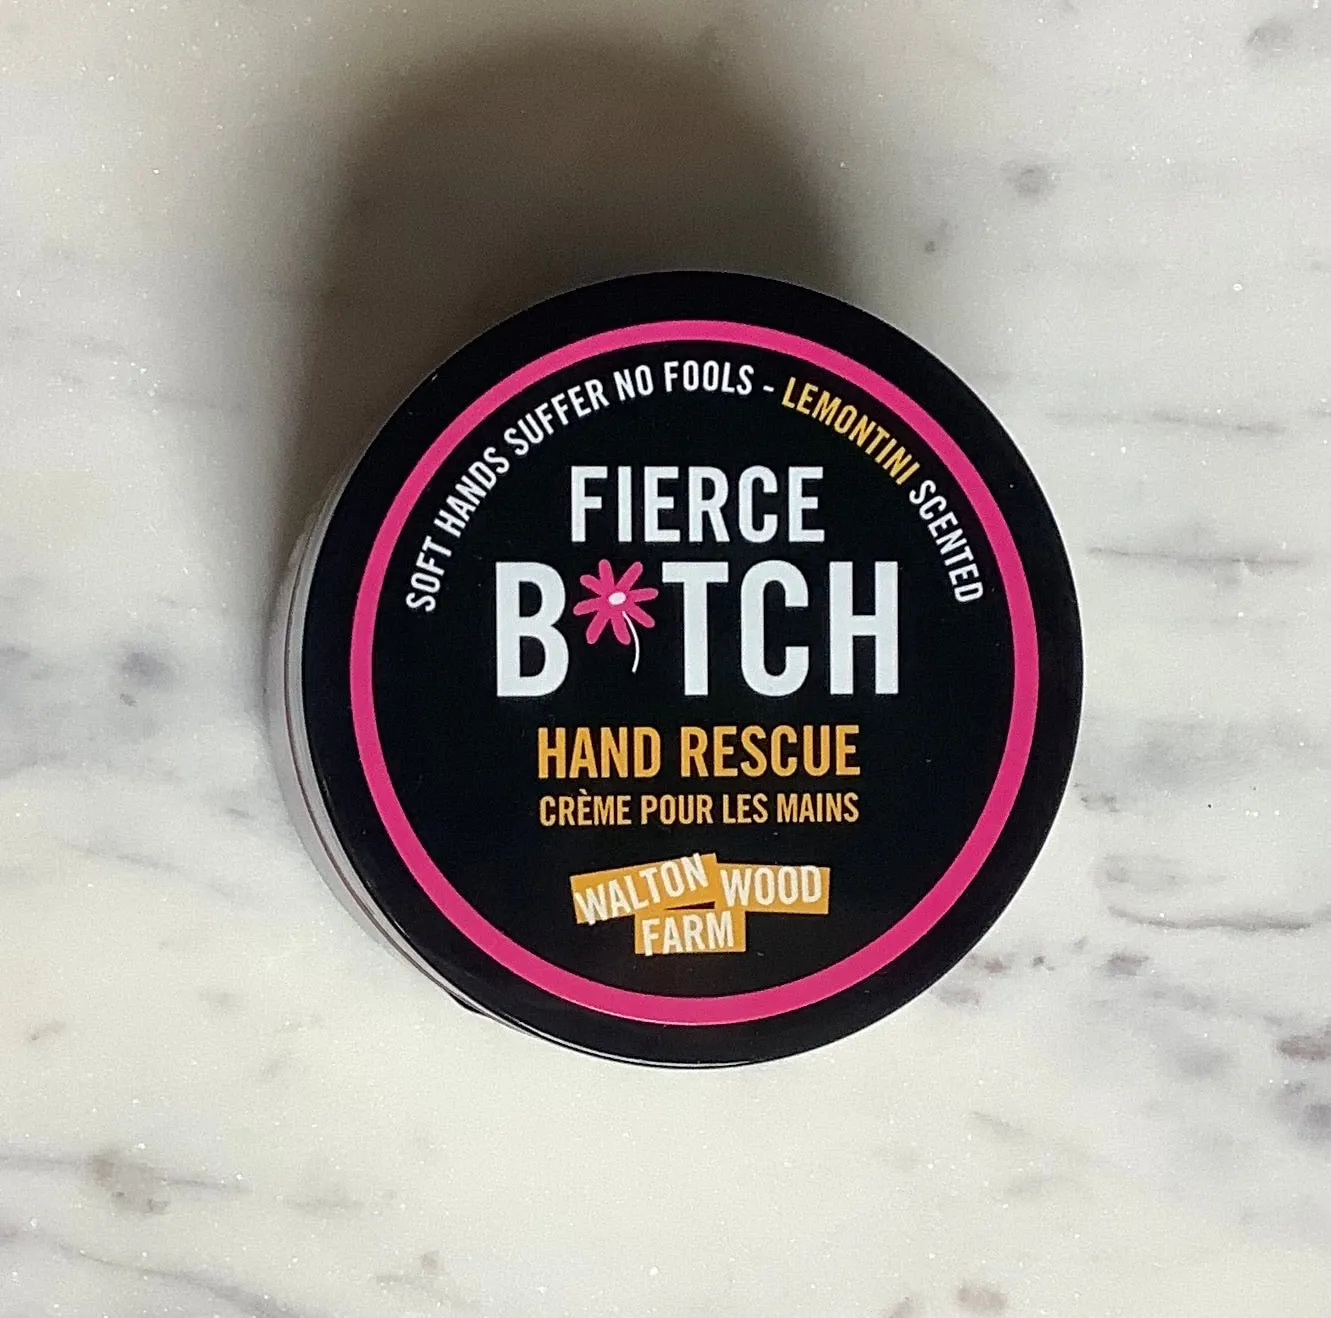 SOFT HANDS SUFFER NO FOOLS - LEMONTINI SCENTED
FIERCE
B*TCH
HAND RESCUE
CRÈME POUR LES MAINS
WALTON WOOD
FARM